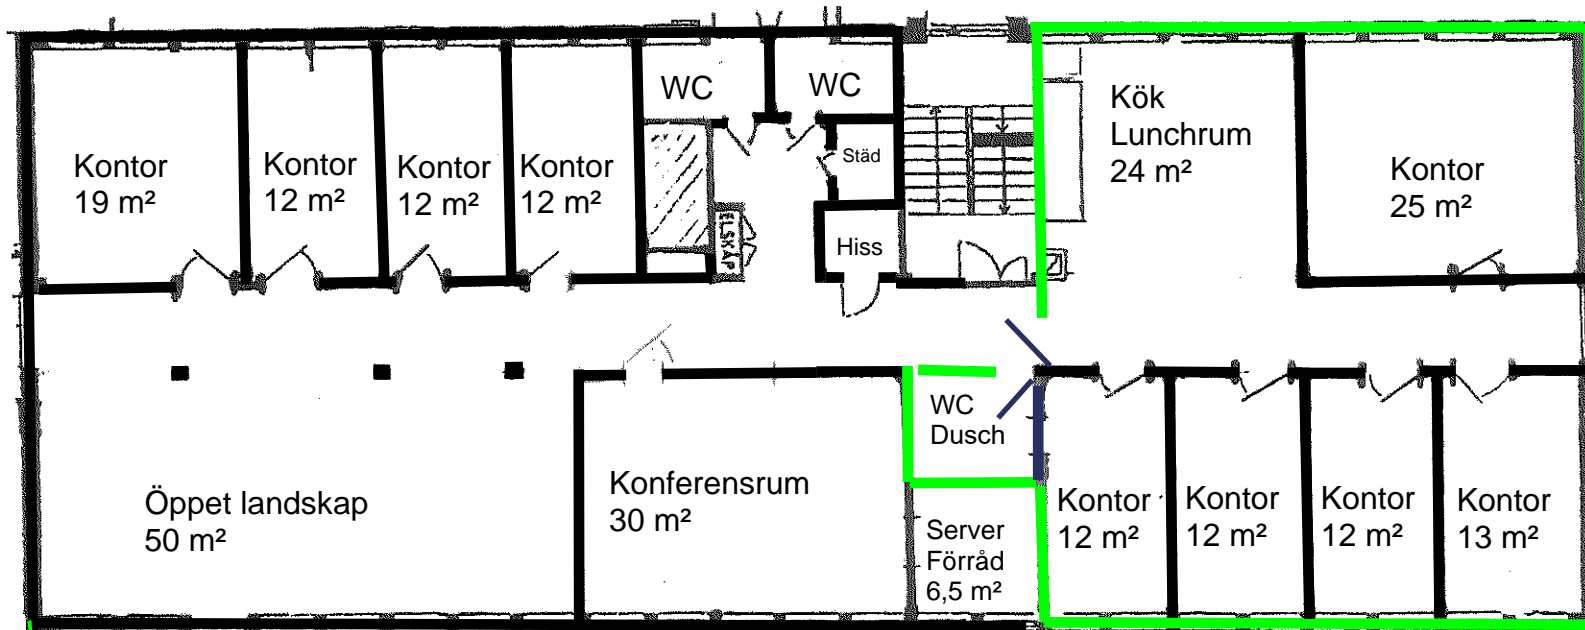 Kontor
19 m²
Kontor
12 m²
Kontor
12 m²
Kontor
12 m²
WC
WC
Städ
ELSKÅP
Hiss
Kök
Lunchrum
24 m²
Kontor
25 m²
Öppet landskap
50 m²
Konferensrum
30 m²
WC
Dusch
Server
Förråd
6,5 m²
Kontor
12 m²
Kontor
12 m²
Kontor
12 m²
Kontor
13 m²